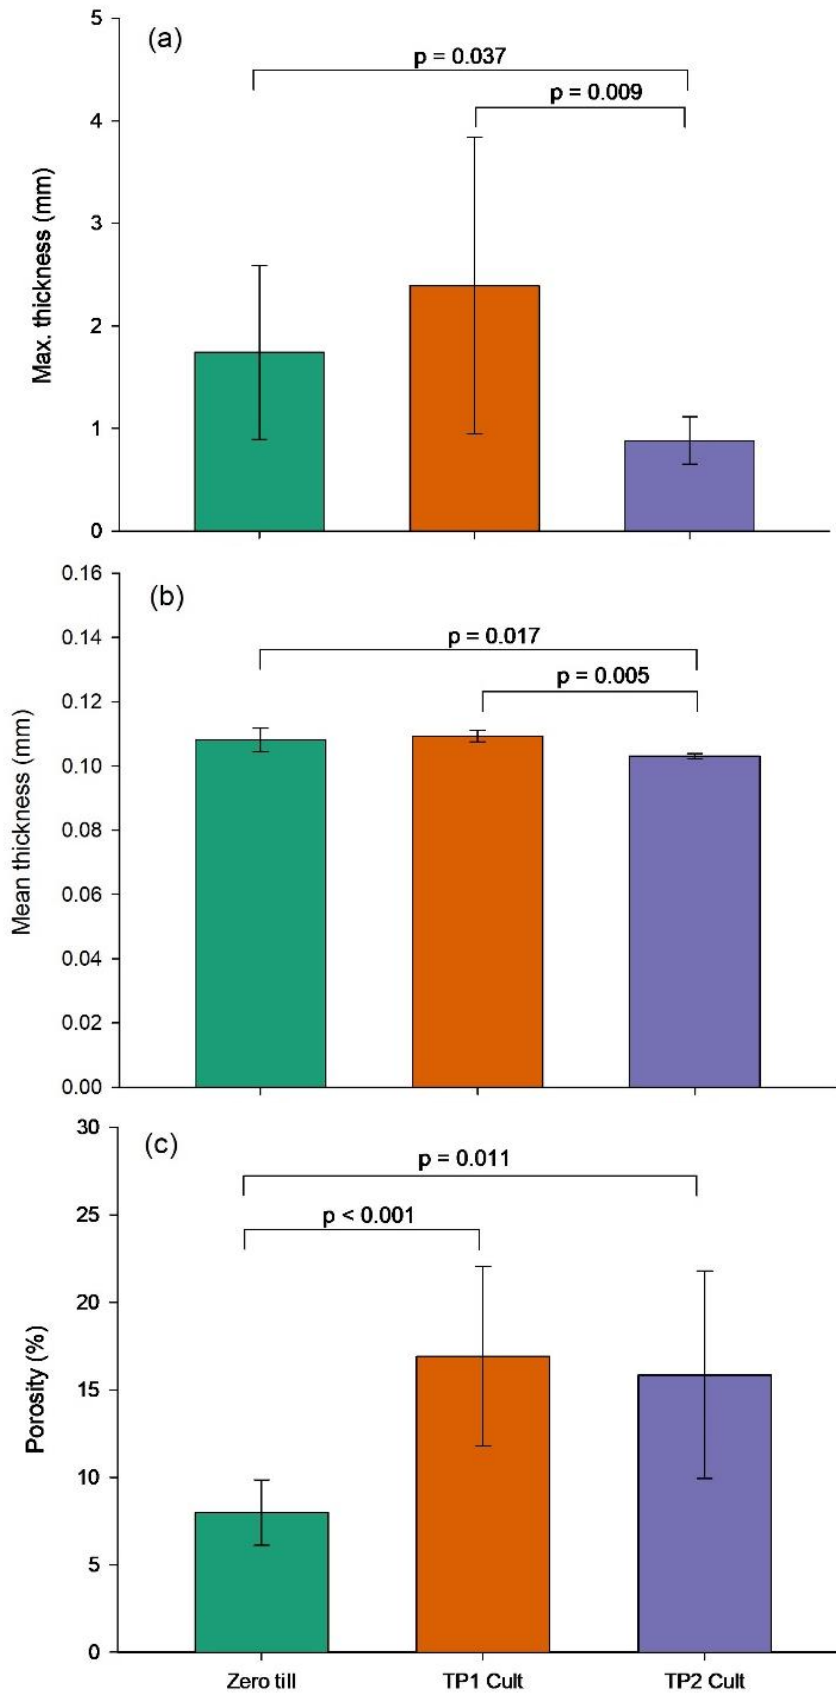 (a)
5
4
3
2
1
0
Max. thickness (mm)
p = 0.037
p = 0.009
(b)
0.16
0.14
0.12
0.10
0.08
0.06
0.04
0.02
0.00
Mean thickness (mm)
p = 0.017
p = 0.005
(c)
30
25
20
15
10
5
0
Porosity (%)
p = 0.011
p < 0.001
Zero till
TP1 Cult
TP2 Cult